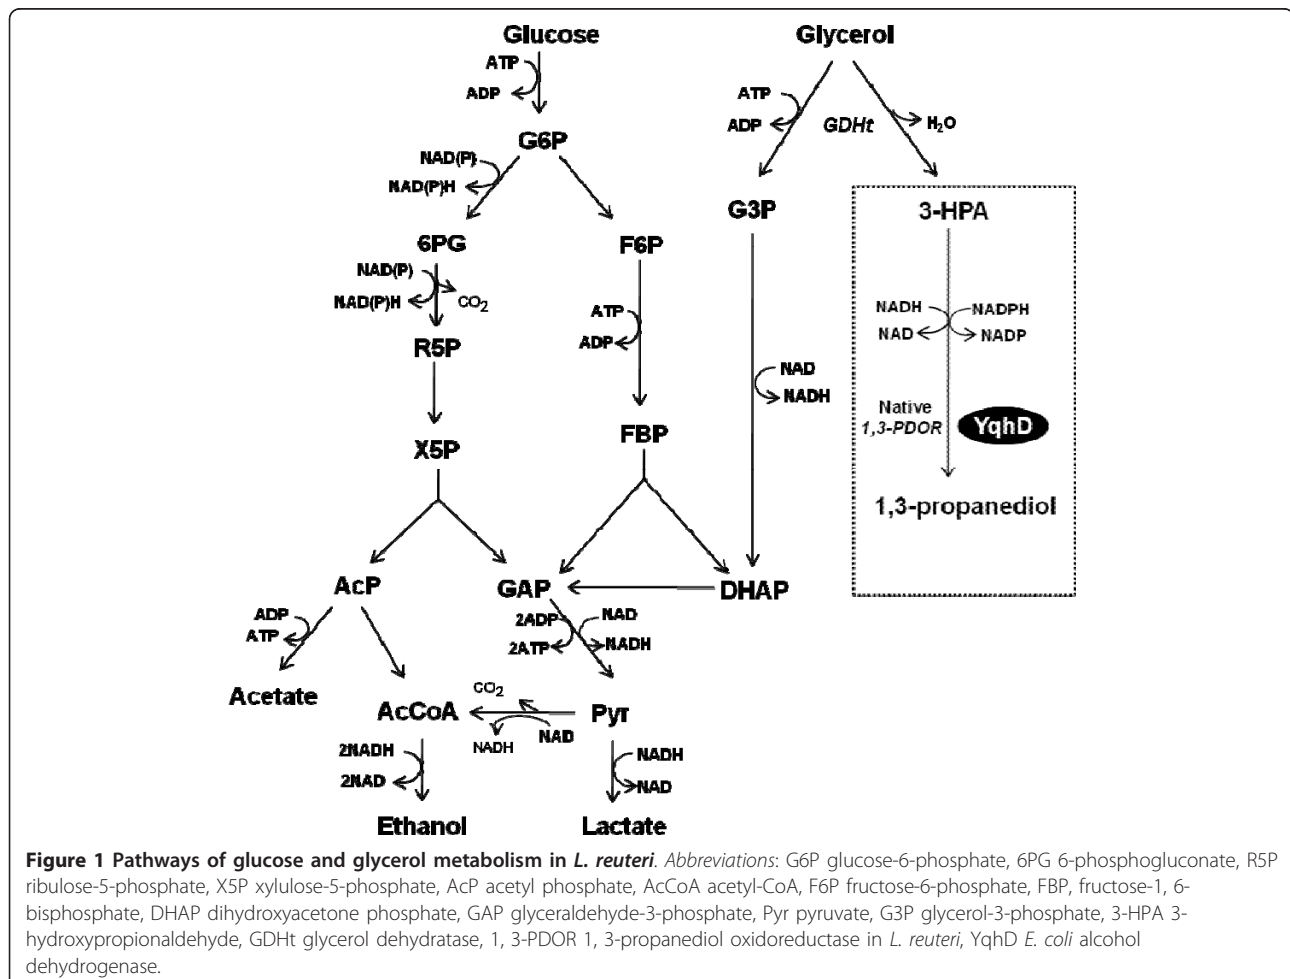 Glucose
Glycerol
ATP
ADP
ATP
ADP
GDHt
H2O
G6P
NAD(P)
NAD(P)H
G3P
3-HPA
6PG
F6P
NAD(P)
NAD(P)H
CO2
ATP
ADP
NADH
NAD
NADPH
NADP
R5P
NAD
NADH
Native
1,3-PDOR
YqhD
X5P
FBP
1,3-propanediol
AcP
GAP
DHAP
ADP
ATP
2ADP
2ATP
NAD
NADH
Acetate
AcCoA
CO2
NADH
NAD
Pyr
2NADH
2NAD
NADH
NAD
Ethanol
Lactate
Figure 1 Pathways of glucose and glycerol metabolism in L. reuteri. Abbreviations: G6P glucose-6-phosphate, 6PG 6-phosphogluconate, R5P
ribulose-5-phosphate, X5P xylulose-5-phosphate, AcP acetyl phosphate, AcCoA acetyl-CoA, F6P fructose-6-phosphate, FBP, fructose-1, 6-
bisphosphate, DHAP dihydroxyacetone phosphate, GAP glyceraldehyde-3-phosphate, Pyr pyruvate, G3P glycerol-3-phosphate, 3-HPA 3-
hydroxypropionaldehyde, GDHt glycerol dehydratase, 1, 3-PDOR 1, 3-propanediol oxidoreductase in L. reuteri, YqhD E. coli alcohol
dehydrogenase.